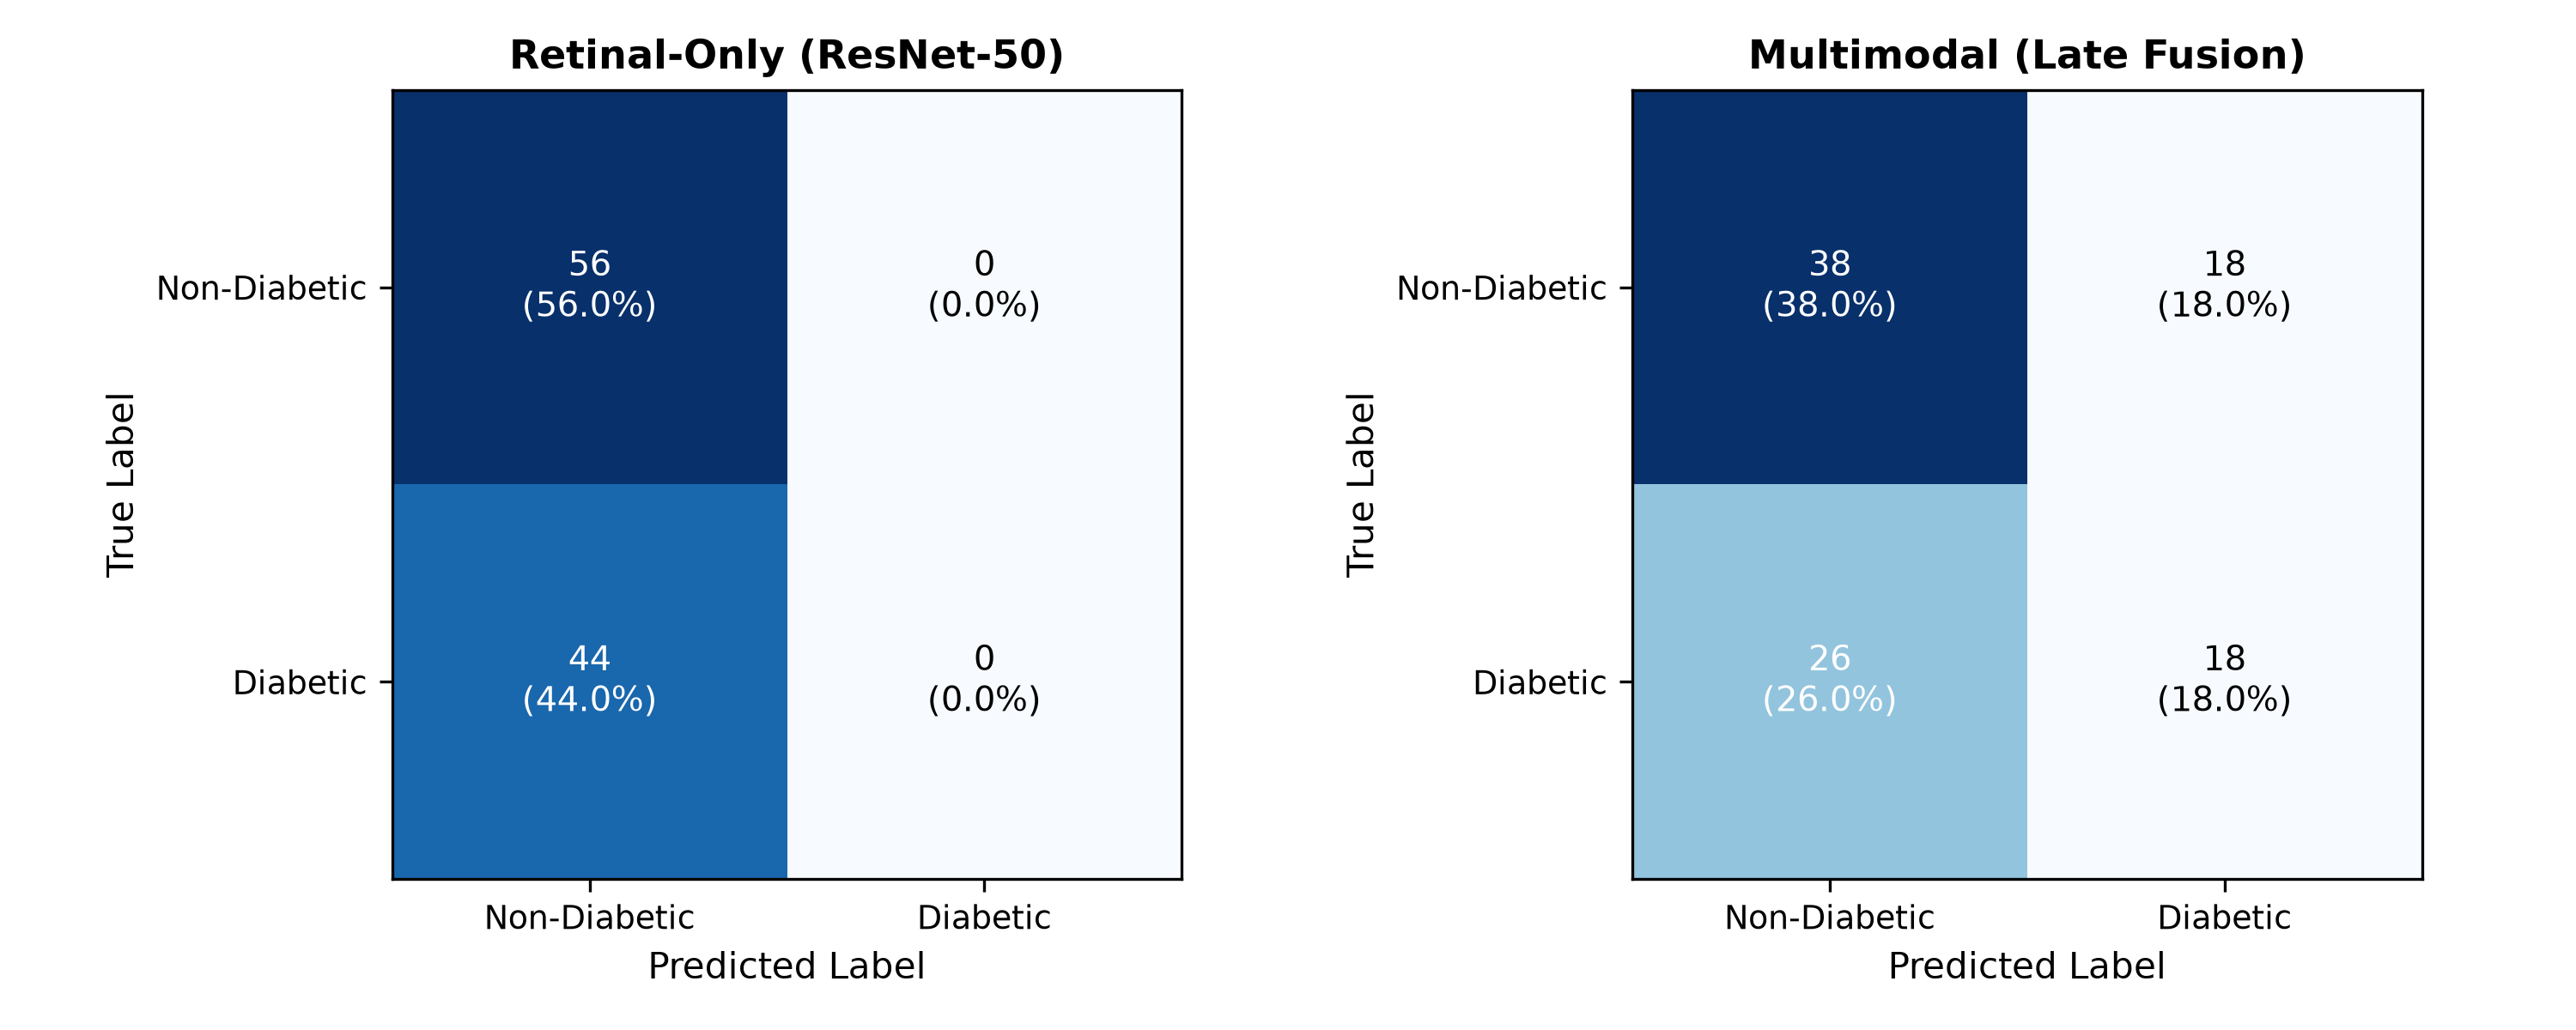 Retinal-Only (ResNet-50)
True Label
Non-Diabetic
56
(56.0%)
0
(0.0%)
Diabetic
44
(44.0%)
0
(0.0%)
Non-Diabetic
Diabetic
Predicted Label
Multimodal (Late Fusion)
True Label
Non-Diabetic
38
(38.0%)
18
(18.0%)
Diabetic
26
(26.0%)
18
(18.0%)
Non-Diabetic
Diabetic
Predicted Label